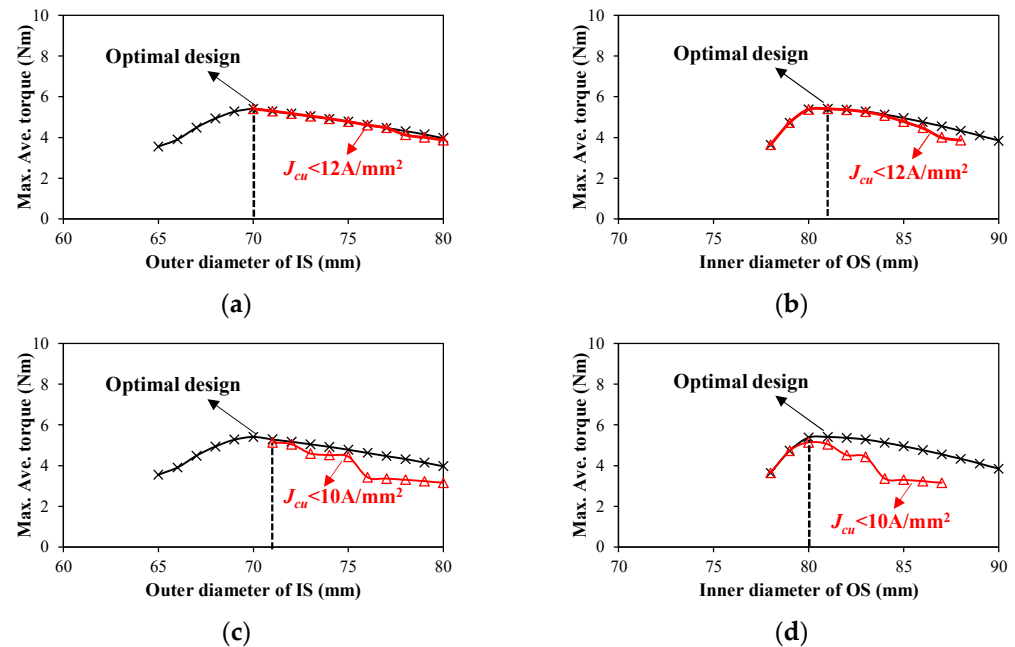 Max. Ave. torque (Nm)
10
8
6
4
2
0
60 65 70 75 80
Outer diameter of IS (mm)
Optimal design
J_cu<12A/mm²
(a)
Max. Ave. torque (Nm)
10
8
6
4
2
0
70 75 80 85 90
Inner diameter of OS (mm)
Optimal design
J_cu<12A/mm²
(b)
Max. Ave. torque (Nm)
10
8
6
4
2
0
60 65 70 75 80
Outer diameter of IS (mm)
Optimal design
J_cu<10A/mm²
(c)
Max. Ave. torque (Nm)
10
8
6
4
2
0
70 75 80 85 90
Inner diameter of OS (mm)
Optimal design
J_cu<10A/mm²
(d)